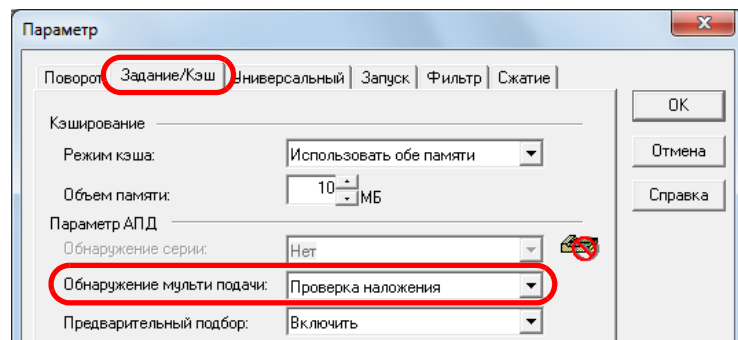 Параметр
Поворот Задание/Кэш Универсальный Запуск Фильтр Сжатие
OK
Кэширование
Режим кэша: Использовать обе памяти
Отмена
Объем памяти: 10 МБ
Справка
Параметр АПД
Обнаружение серии: Нет
Обнаружение мульти подачи: Проверка наложения
Предварительный подбор: Включить